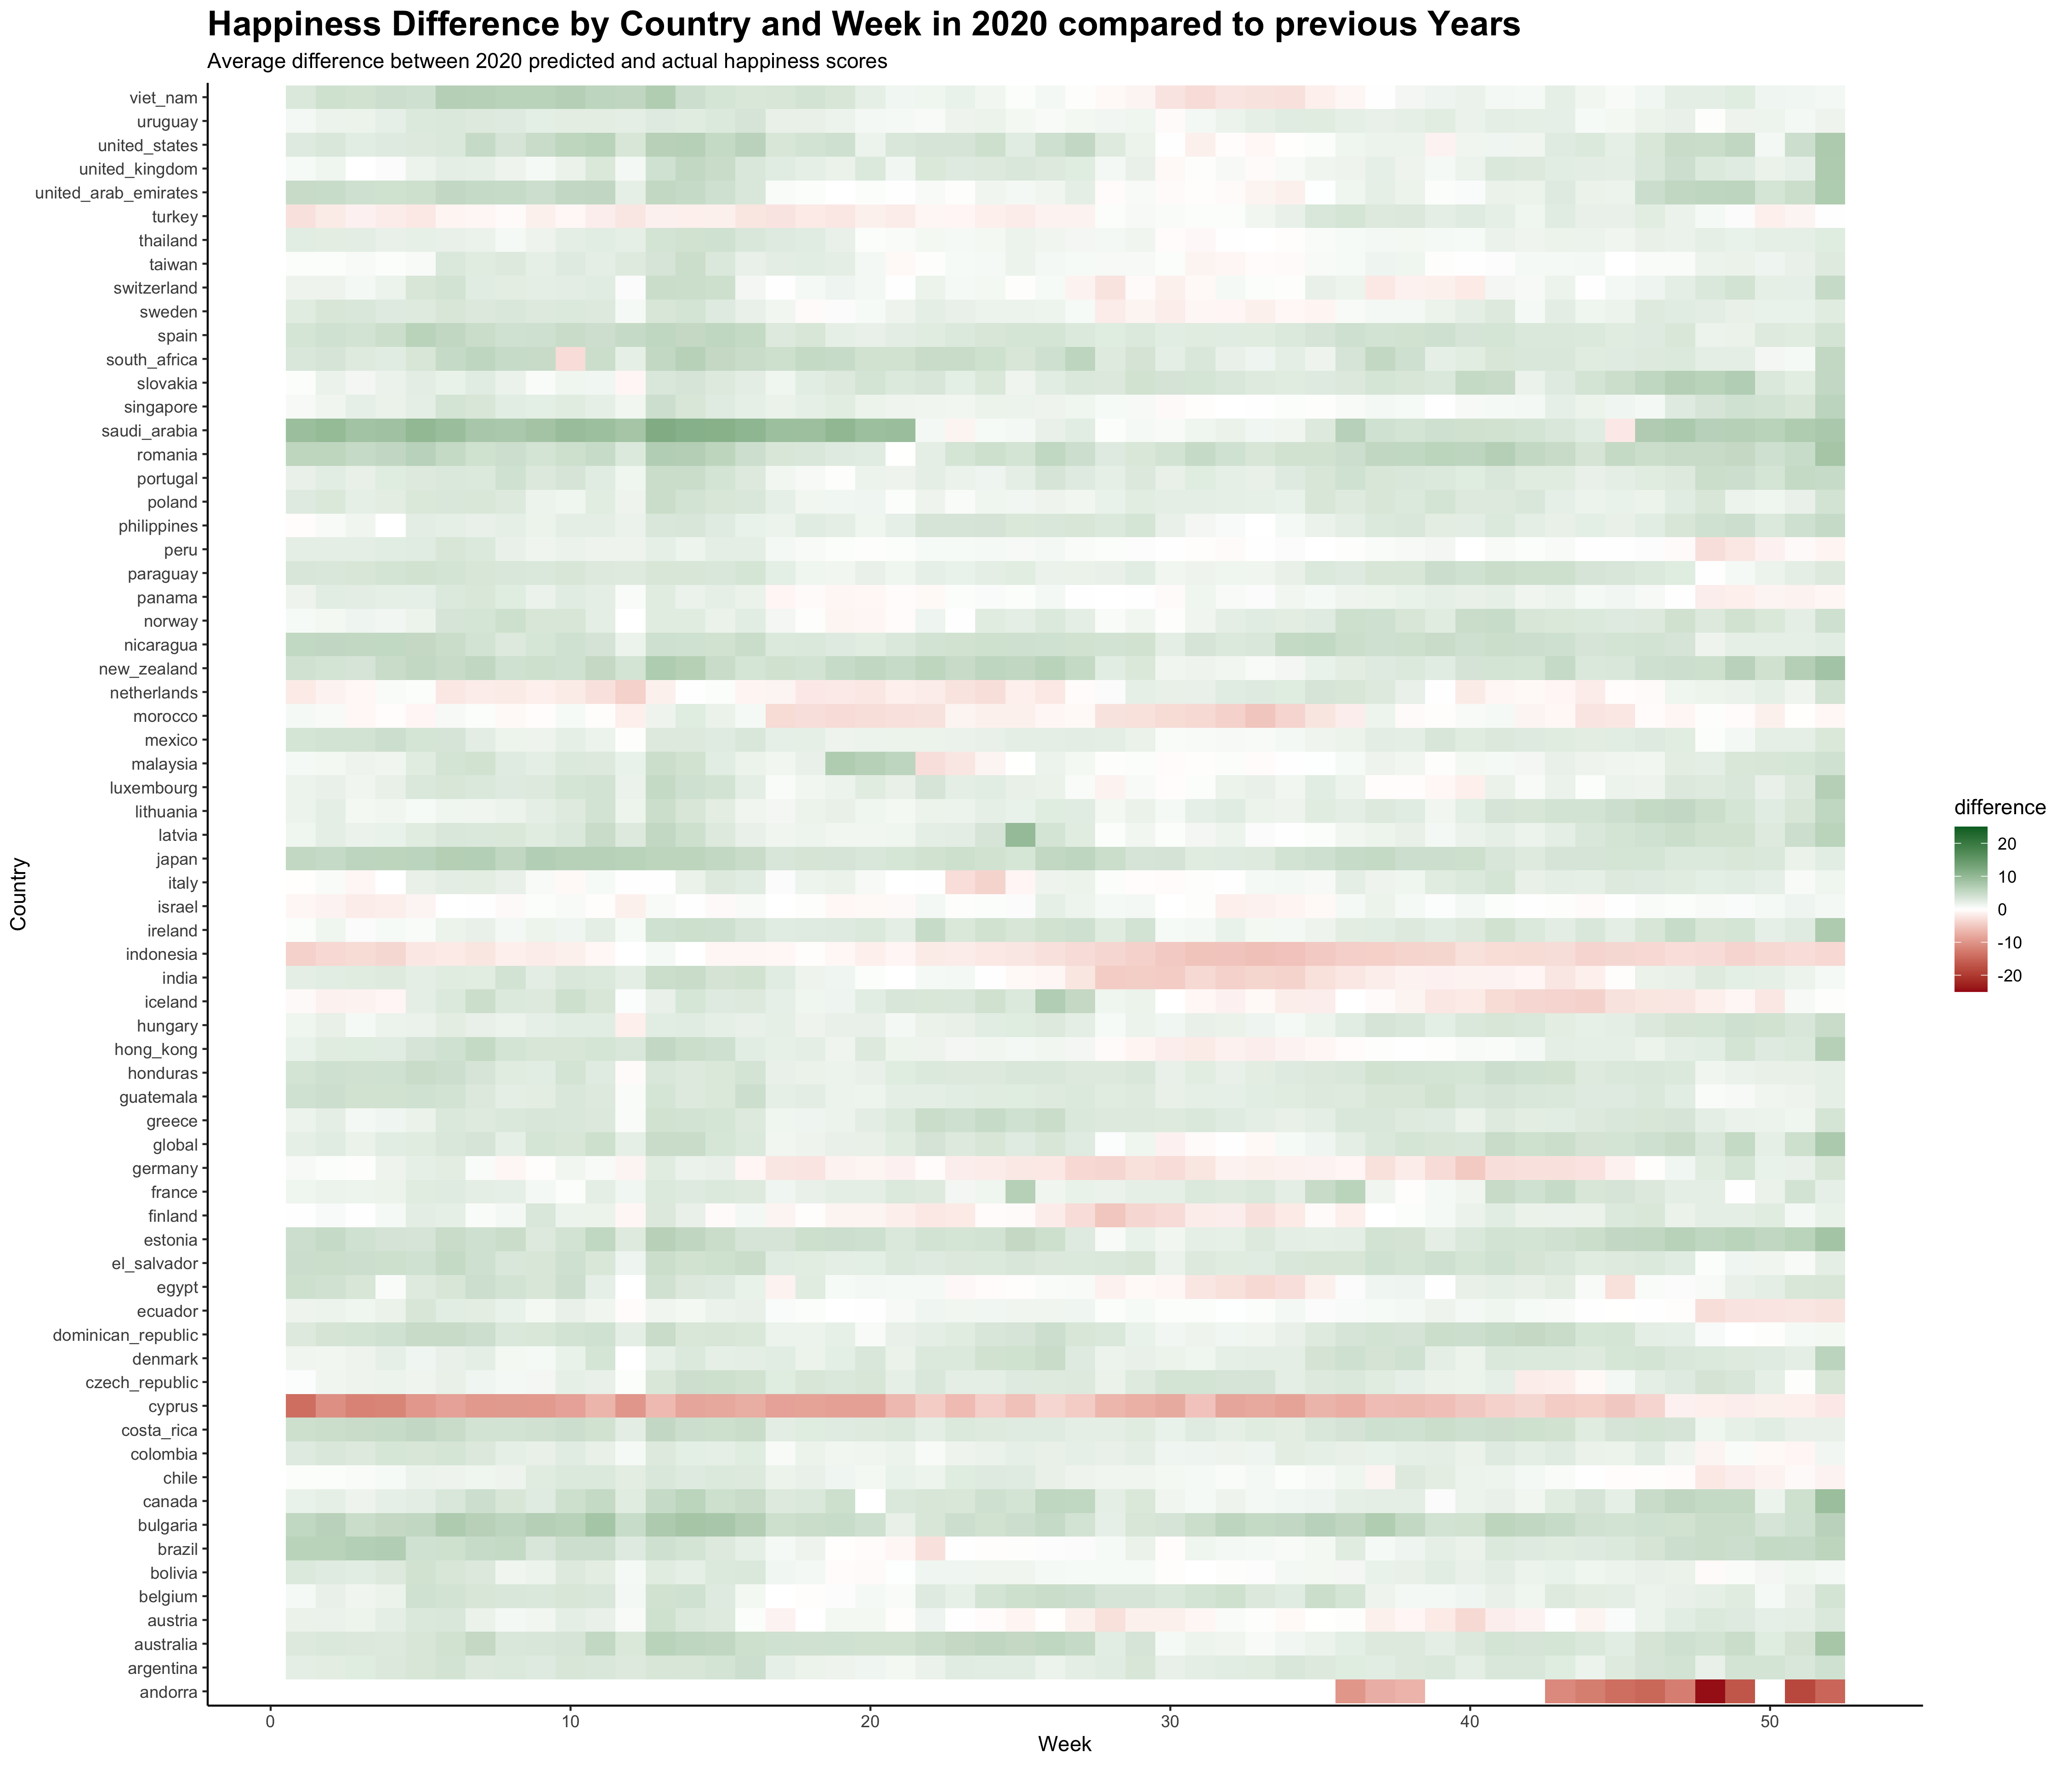 Happiness Difference by Country and Week in 2020 compared to previous Years
Average difference between 2020 predicted and actual happiness scores
Country
viet_nam
uruguay
united_states
united_kingdom
united_arab_emirates
turkey
thailand
taiwan
switzerland
sweden
spain
south_africa
slovakia
singapore
saudi_arabia
romania
portugal
poland
philippines
peru
paraguay
panama
norway
nicaragua
new_zealand
netherlands
morocco
mexico
malaysia
luxembourg
lithuania
latvia
japan
italy
israel
ireland
indonesia
india
iceland
hungary
hong_kong
honduras
guatemala
greece
global
germany
france
finland
estonia
el_salvador
egypt
ecuador
dominican_republic
denmark
czech_republic
cyprus
costa_rica
colombia
chile
canada
bulgaria
brazil
bolivia
belgium
austria
australia
argentina
andorra
0 10 20 30 40 50
Week
difference
20
10
0
-10
-20